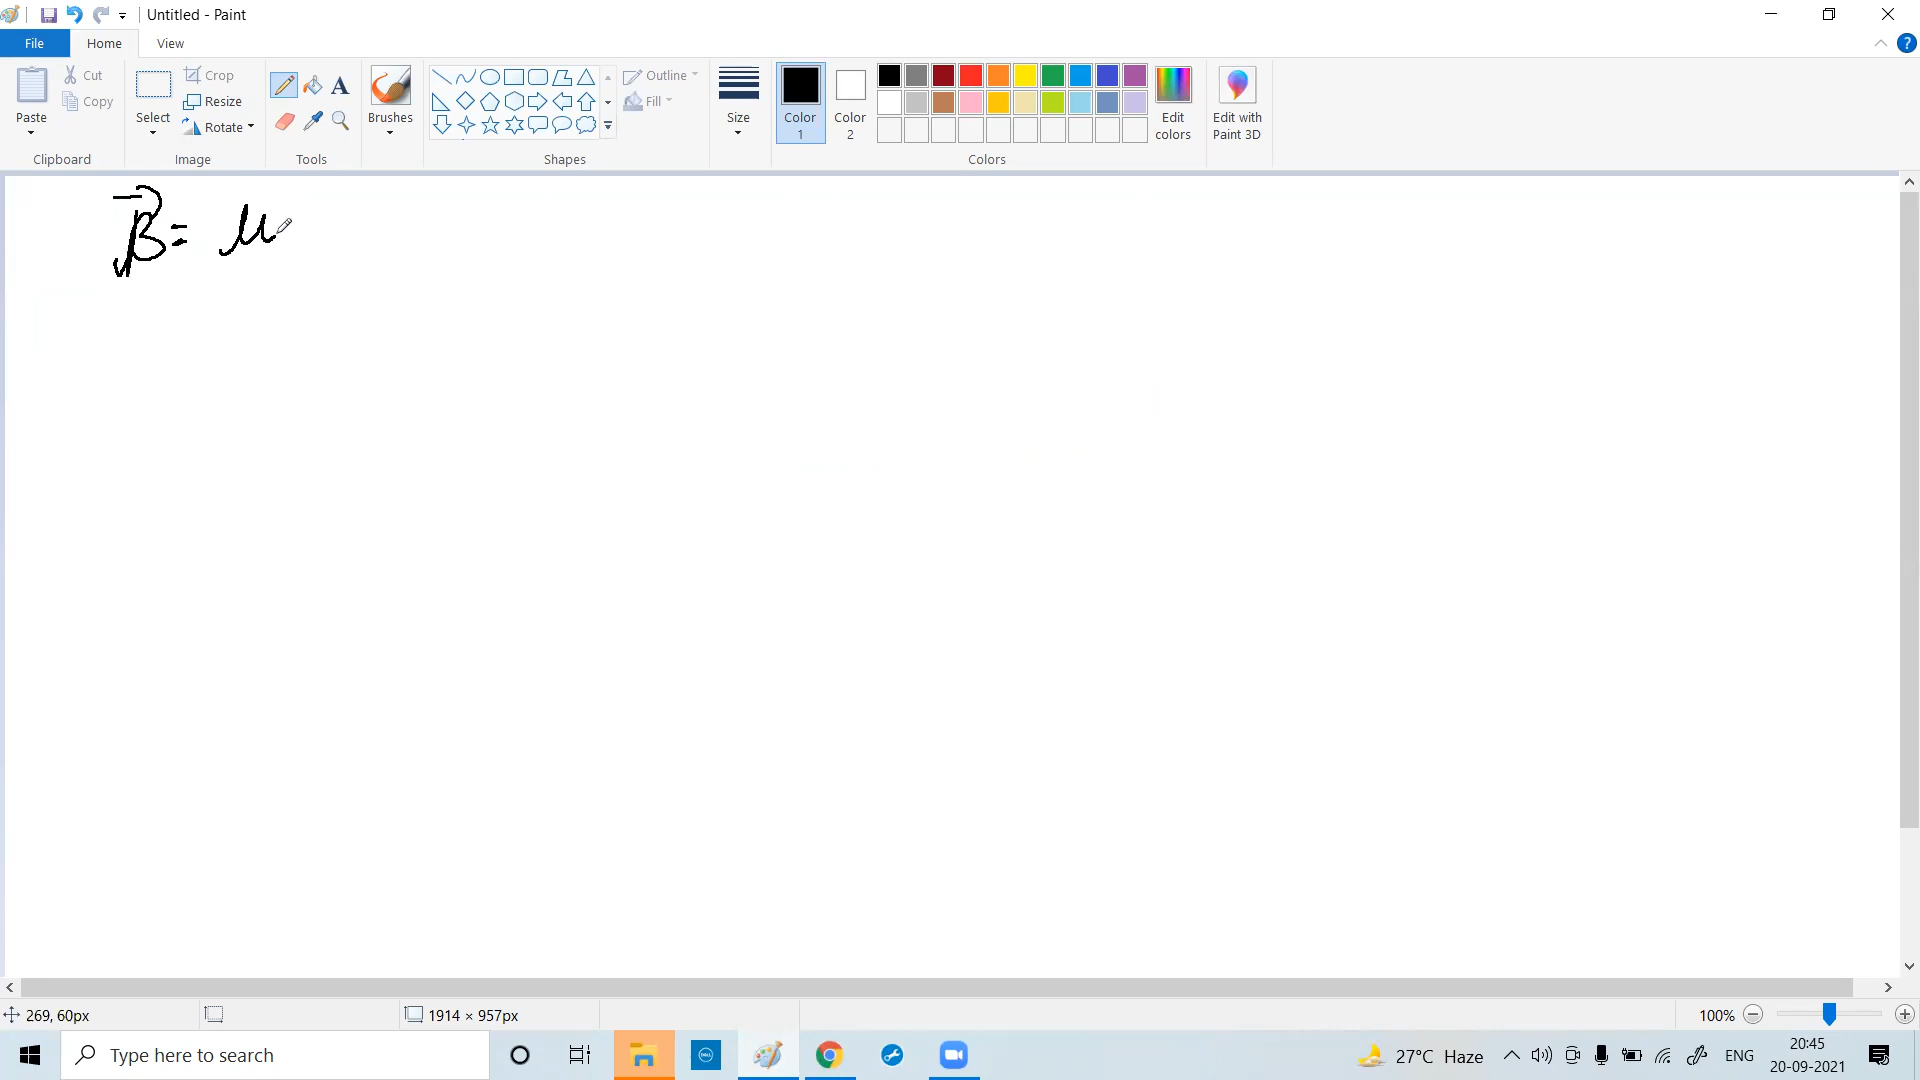 Untitled - Paint
File Home View
Paste Cut Copy Clipboard
Select Crop Resize Rotate Image
A Tools
Brushes
Shapes Outline Fill
Size
Color 1 Color 2 Edit colors Colors
Edit with Paint 3D
B⃗ = μ
269, 60px 1914 × 957px 100%
Type here to search DELL 27°C Haze ENG 20:45
20-09-2021